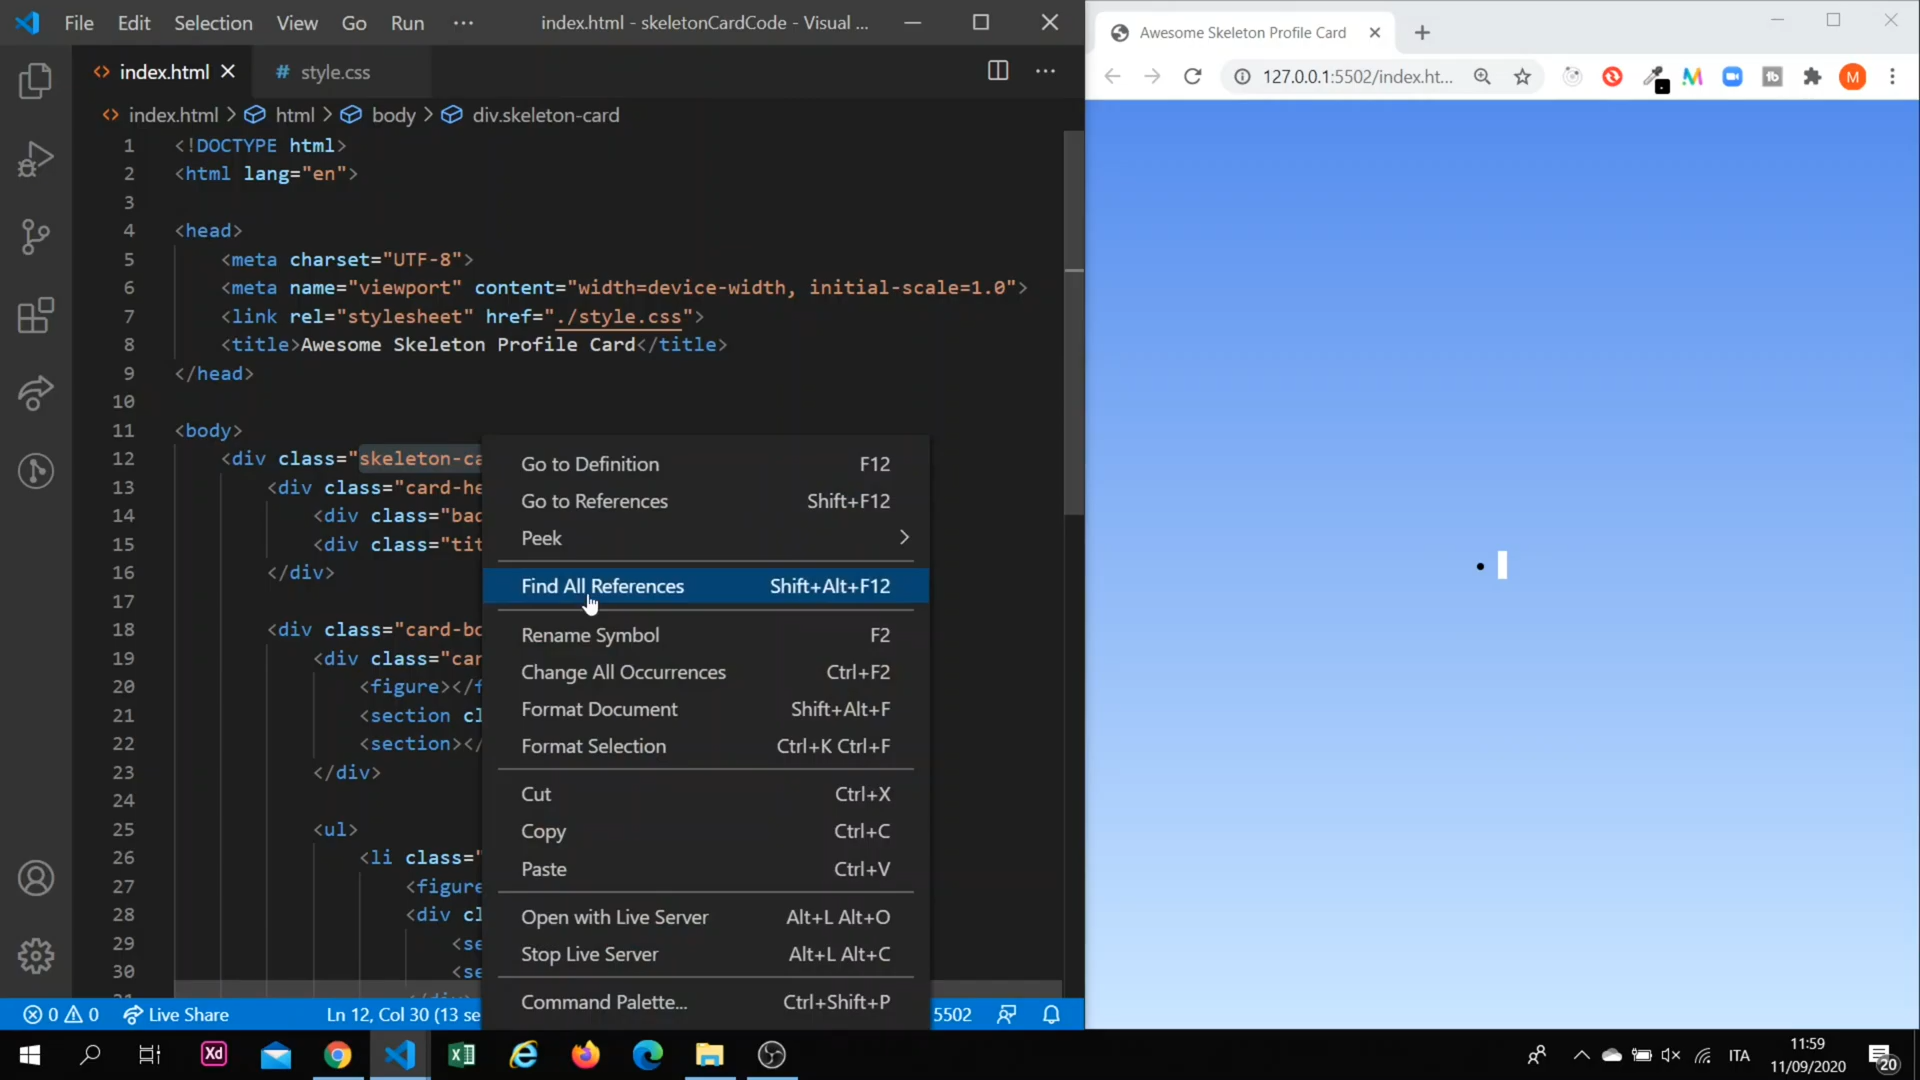 File Edit Selection View Go Run ··· index.html - skeletonCardCode - Visual ...
index.html
# style.css
index.html > html > body > div.skeleton-card
1 <!DOCTYPE html>
2 <html lang="en">
3
4 <head>
5 <meta charset="UTF-8">
6 <meta name="viewport" content="width=device-width, initial-scale=1.0">
7 <link rel="stylesheet" href="./style.css">
8 <title>Awesome Skeleton Profile Card</title>
9 </head>
10
11 <body>
12 <div class="skeleton-ca
13 <div class="card-he
14 <div class="bac
15 <div class="tit
16 </div>
17
18 <div class="card-bo
19 <div class="car
20 <figure></f
21 <section cl
22 <section></
23 </div>
24
25 <ul>
26 <li class="
27 <figure
28 <div cl
29 <se
30 <se
Go to Definition F12
Go to References Shift+F12
Peek >
Find All References Shift+Alt+F12
Rename Symbol F2
Change All Occurrences Ctrl+F2
Format Document Shift+Alt+F
Format Selection Ctrl+K Ctrl+F
Cut Ctrl+X
Copy Ctrl+C
Paste Ctrl+V
Open with Live Server Alt+L Alt+O
Stop Live Server Alt+L Alt+C
Command Palette... Ctrl+Shift+P
0 0 Live Share Ln 12, Col 30 (13 se 5502
Awesome Skeleton Profile Card
127.0.0.1:5502/index.ht...
M
tb
M
Xd
ITA
11:59
11/09/2020
20